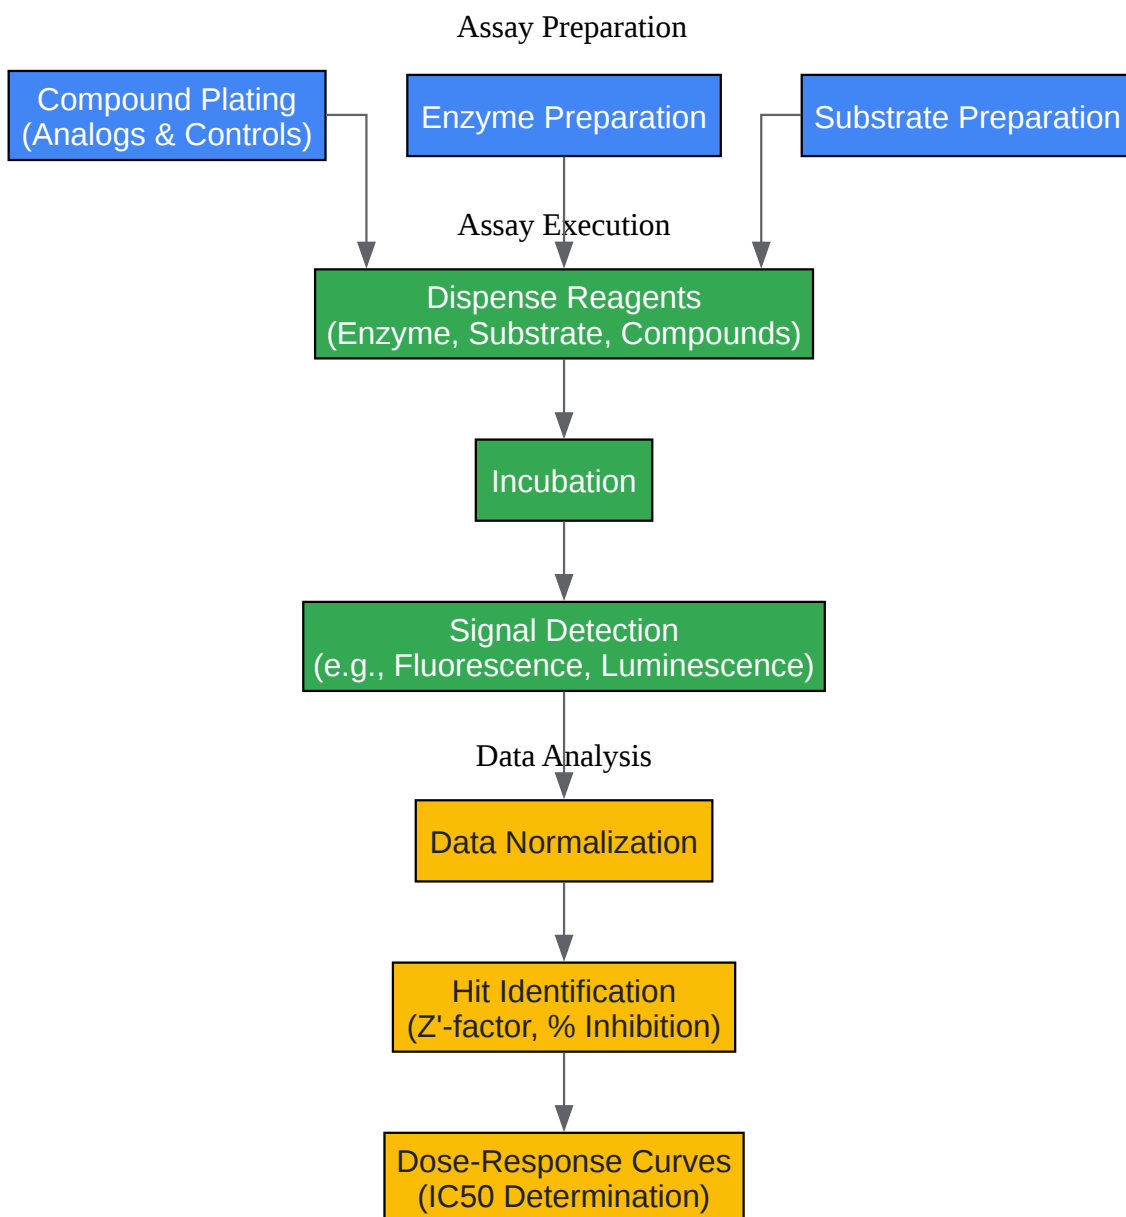 Assay Preparation
Compound Plating
(Analogs & Controls)
Enzyme Preparation
Substrate Preparation
Assay Execution
Dispense Reagents
(Enzyme, Substrate, Compounds)
Incubation
Signal Detection
(e.g., Fluorescence, Luminescence)
Data Analysis
Data Normalization
Hit Identification
(Z'-factor, % Inhibition)
Dose-Response Curves
(IC50 Determination)